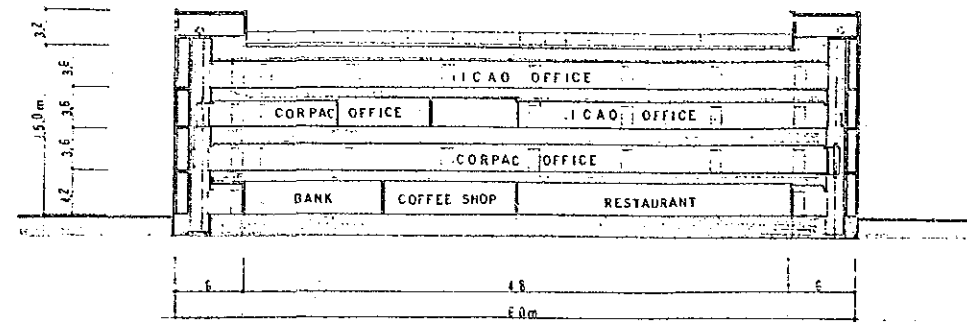 3.2
ICAO OFFICE
3.6
CORPAC OFFICE ICAO OFFICE
3.6
15.0m
CORPAC OFFICE
3.6
BANK COFFEE SHOP RESTAURANT
4.2
6 48 6
60m